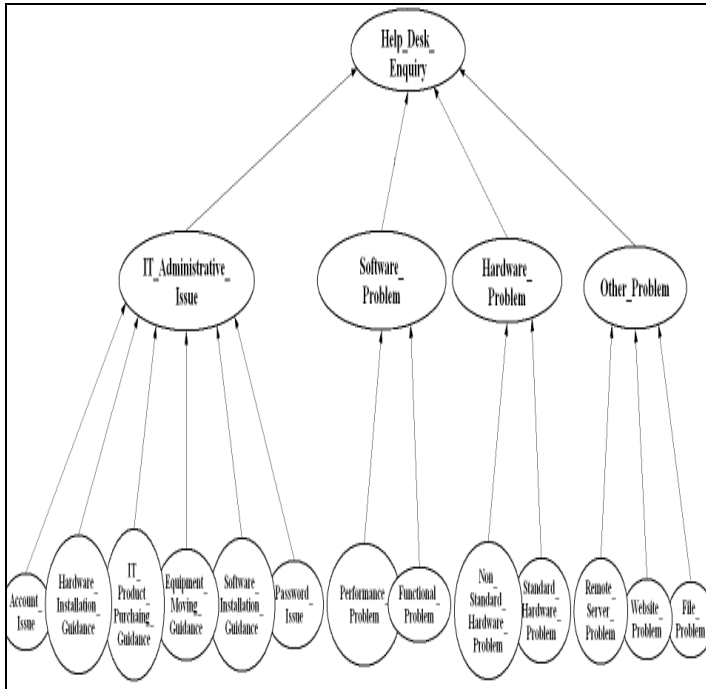 Help_Desk_
Enquiry
IT_Administrative_
Issue
Software_
Problem
Hardware_
Problem
Other_Problem
Account_
Issue
Hardware_
Installation_
Guidance
IT_
Product_
Purchaing_
Guidance
Equipment_
Moving_
Guidance
Software_
Installation_
Guidance
Password_
Issue
Performance_
Problem
Functional_
Problem
Non_
Standard_
Hardware_
Problem
Standard_
Hardware_
Problem
Remote_
Server_
Problem
Website_
Problem
File_
Problem